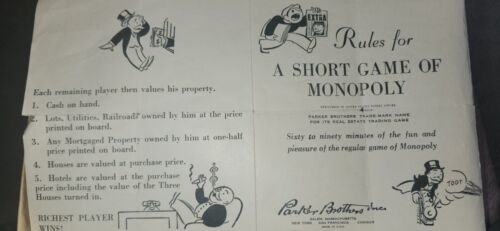 Each remaining player then values his property.
1. Cash on hand.
2. Lots, Utilities, Railroads owned by him at the price
printed on board.
3. Any Mortgaged Property owned by him at one-half
price printed on board.
4. Houses are valued at purchase price.
5. Hotels are valued at purchase
price including the value of the Three
Houses turned in.
RICHEST PLAYER
WINS!
EXTRA
Rules for
A SHORT GAME OF
MONOPOLY
PARKER BROTHERS TRADE-MARK NAME
FOR ITS REAL ESTATE TRADING GAME
Sixty to ninety minutes of the fun and
pleasure of the regular game of Monopoly
TOOT
Parker Brothers Inc.
SALEM, MASSACHUSETTS
NEW YORK SAN FRANCISCO CHICAGO
MADE IN U.S.A.